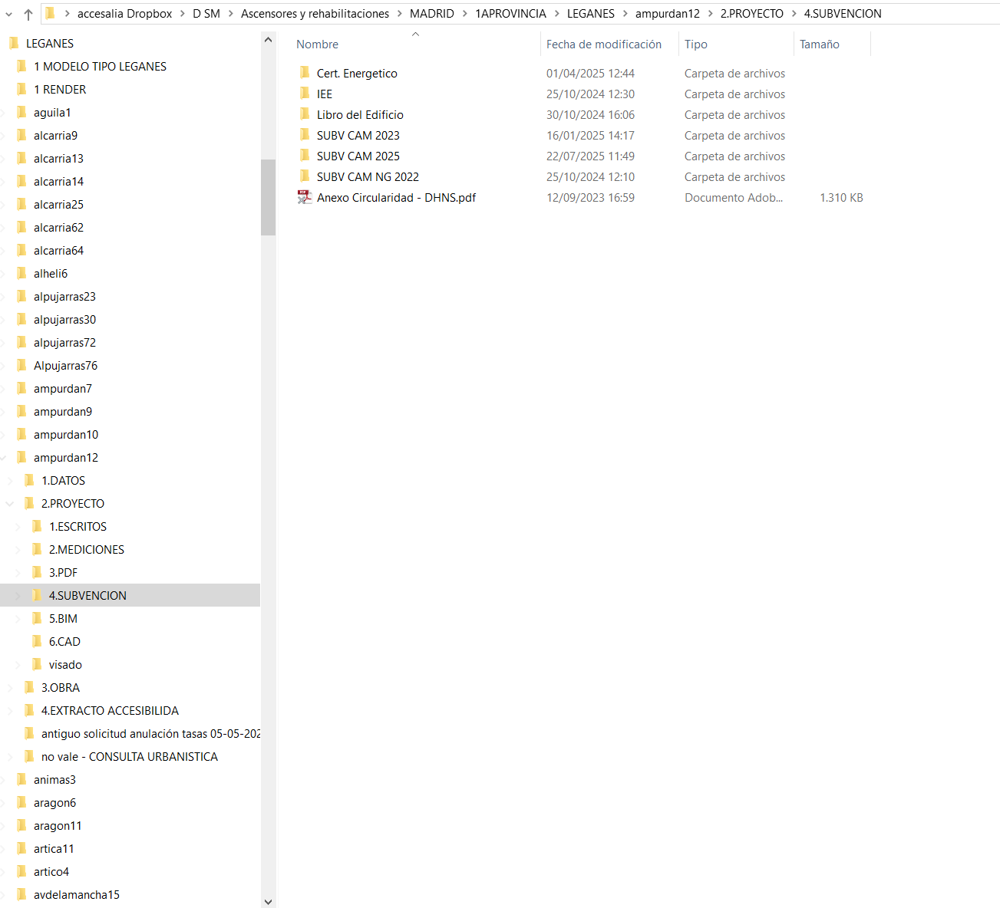 accesalia Dropbox > D SM > Ascensores y rehabilitaciones > MADRID > 1APROVINCIA > LEGANES > ampurdan12 > 2.PROYECTO > 4.SUBVENCION
LEGANES
1 MODELO TIPO LEGANES
1 RENDER
aguila1
alcarria9
alcarria13
alcarria14
alcarria25
alcarria62
alcarria64
alheli6
alpujarras23
alpujarras30
alpujarras72
Alpujarras76
ampurdan7
ampurdan9
ampurdan10
ampurdan12
1.DATOS
2.PROYECTO
1.ESCRITOS
2.MEDICIONES
3.PDF
4.SUBVENCION
5.BIM
6.CAD
visado
3.OBRA
4.EXTRACTO ACCESIBILIDA
antiguo solicitud anulación tasas 05-05-202
no vale - CONSULTA URBANISTICA
animas3
aragon6
aragon11
artica11
artico4
avdelamancha15
Nombre Fecha de modificación Tipo Tamaño
Cert. Energetico 01/04/2025 12:44 Carpeta de archivos
IEE 25/10/2024 12:30 Carpeta de archivos
Libro del Edificio 30/10/2024 16:06 Carpeta de archivos
SUBV CAM 2023 16/01/2025 14:17 Carpeta de archivos
SUBV CAM 2025 22/07/2025 11:49 Carpeta de archivos
SUBV CAM NG 2022 25/10/2024 12:10 Carpeta de archivos
Anexo Circularidad - DHNS.pdf 12/09/2023 16:59 Documento Adob... 1.310 KB